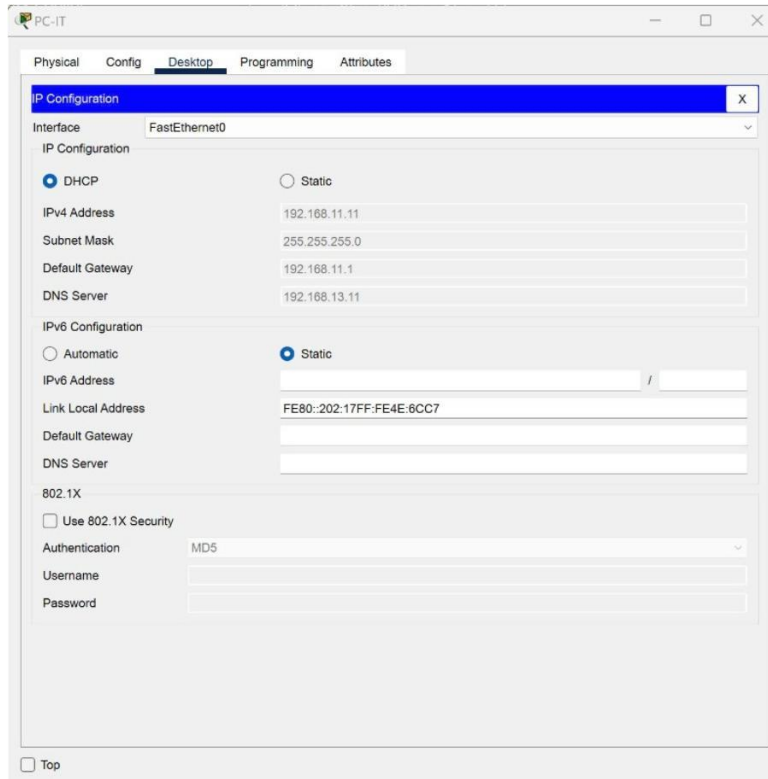 PC-IT
Physical Config Desktop Programming Attributes
IP Configuration X
Interface FastEthernet0
IP Configuration
DHCP Static
IPv4 Address 192.168.11.11
Subnet Mask 255.255.255.0
Default Gateway 192.168.11.1
DNS Server 192.168.13.11
IPv6 Configuration
Automatic Static
IPv6 Address /
Link Local Address FE80::202:17FF:FE4E:6CC7
Default Gateway
DNS Server
802.1X
Use 802.1X Security
Authentication MD5
Username
Password
Top